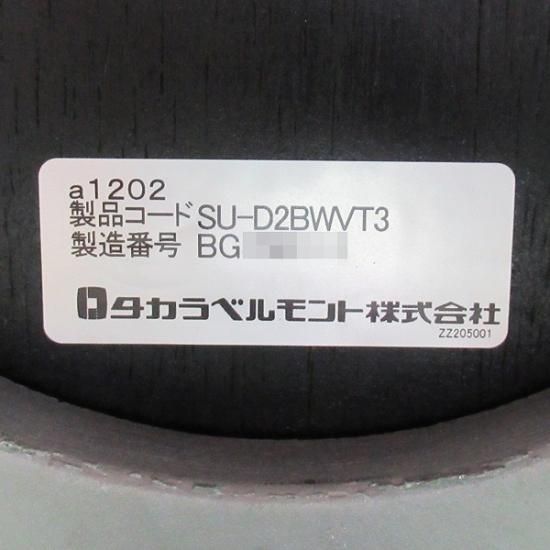 a1202
製品コード SU-D2BWVT3
製造番号 BG
タカラベルモント株式会社
ZZ205001